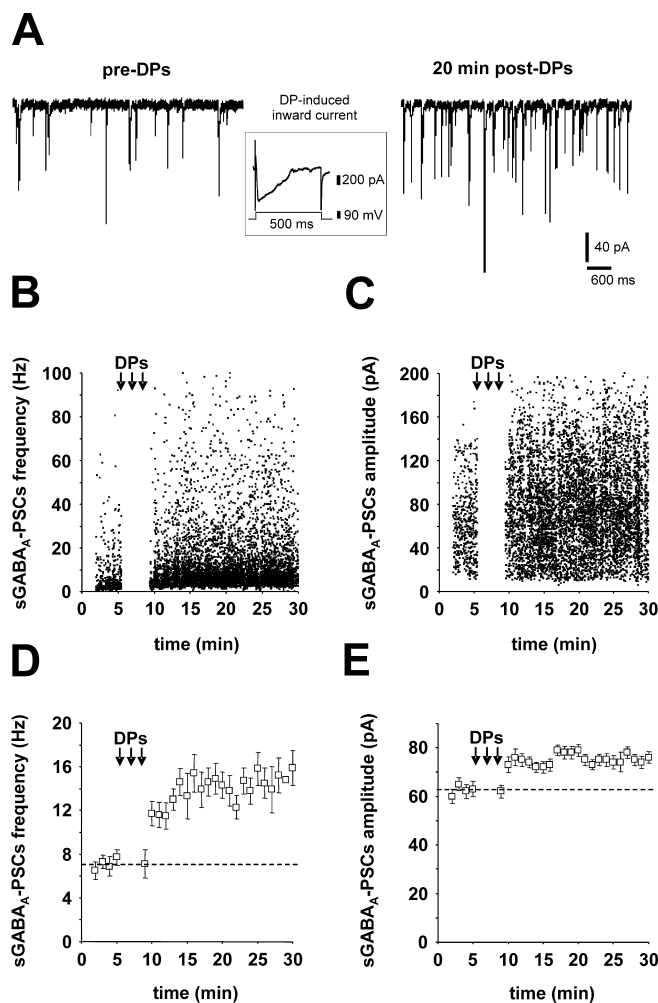 A
pre-DPs
DP-induced
inward current
20 min post-DPs
200 pA
90 mV
500 ms
40 pA
600 ms
B
DPs
sGABAA-PSCs frequency (Hz)
100
80
60
40
20
0
0 5 10 15 20 25 30
time (min)
C
DPs
sGABAA-PSCs amplitude (pA)
200
160
120
80
40
0
0 5 10 15 20 25 30
time (min)
D
DPs
sGABAA-PSCs frequency (Hz)
20
16
12
8
4
0
0 5 10 15 20 25 30
time (min)
E
DPs
sGABAA-PSCs amplitude (pA)
80
60
40
20
0
0 5 10 15 20 25 30
time (min)